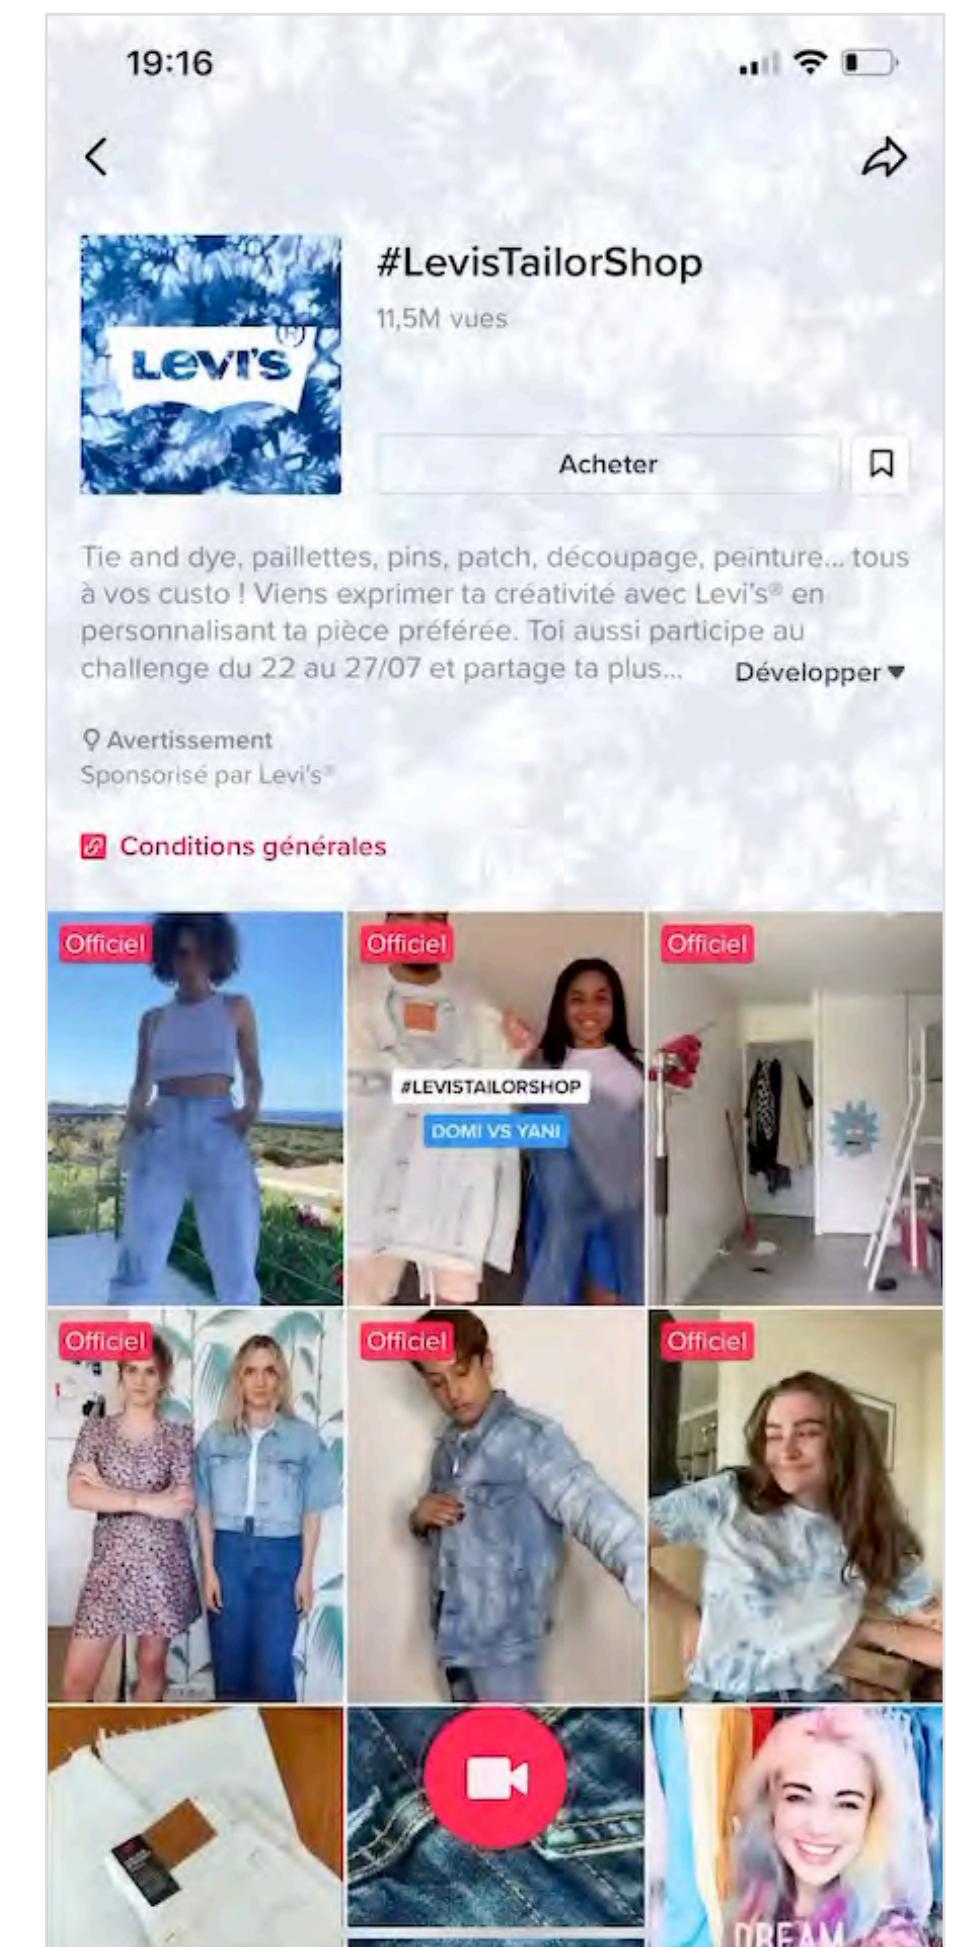 19:16
LEVI'S
#LevisTailorShop
11,5M vues
Acheter
Tie and dye, paillettes, pins, patch, découpage, peinture... tous
à vos custo ! Viens exprimer ta créativité avec Levi's® en
personnalisant ta pièce préférée. Toi aussi participe au
challenge du 22 au 27/07 et partage ta plus...
Développer
Avertissement
Sponsorisé par Levi's®
Conditions générales
Officiel
Officiel
Officiel
#LEVISTAILORSHOP
DOMI VS YANI
Officiel
Officiel
Officiel
DREAM